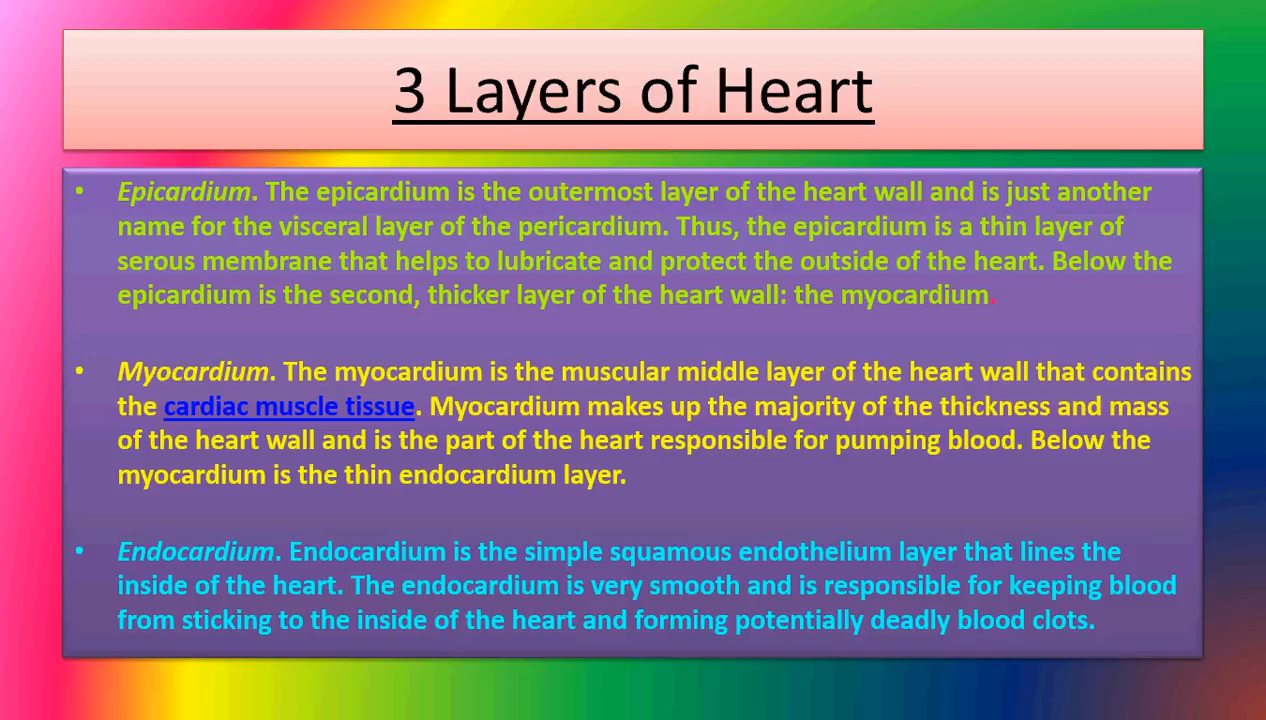 3 Layers of Heart
• Epicardium. The epicardium is the outermost layer of the heart wall and is just another
name for the visceral layer of the pericardium. Thus, the epicardium is a thin layer of
serous membrane that helps to lubricate and protect the outside of the heart. Below the
epicardium is the second, thicker layer of the heart wall: the myocardium.
• Myocardium. The myocardium is the muscular middle layer of the heart wall that contains
the cardiac muscle tissue. Myocardium makes up the majority of the thickness and mass
of the heart wall and is the part of the heart responsible for pumping blood. Below the
myocardium is the thin endocardium layer.
• Endocardium. Endocardium is the simple squamous endothelium layer that lines the
inside of the heart. The endocardium is very smooth and is responsible for keeping blood
from sticking to the inside of the heart and forming potentially deadly blood clots.